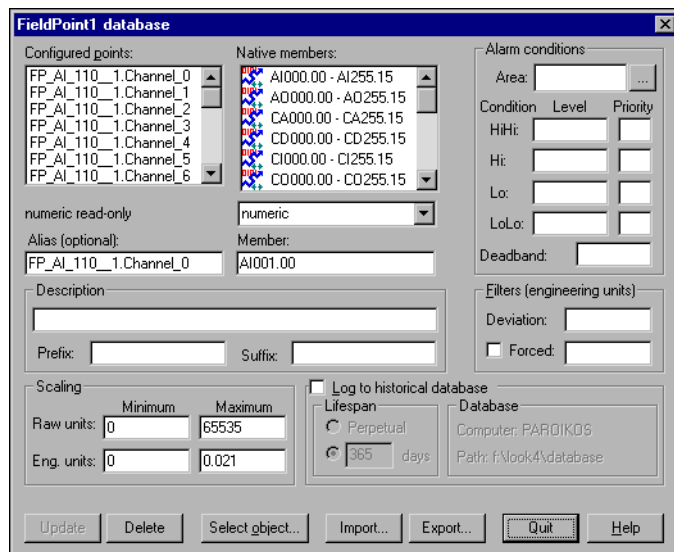 FieldPoint1 database
Configured points:
FP_AI_110__1.Channel_0
FP_AI_110__1.Channel_1
FP_AI_110__1.Channel_2
FP_AI_110__1.Channel_3
FP_AI_110__1.Channel_4
FP_AI_110__1.Channel_5
FP_AI_110__1.Channel_6
Native members:
AI000.00 - AI255.15
AO000.00 - AO255.15
CA000.00 - CA255.15
CD000.00 - CD255.15
CI000.00 - CI255.15
CO000.00 - CO255.15
numeric read-only
numeric
Alias (optional):
FP_AI_110__1.Channel_0
Member:
AI001.00
Alarm conditions
Area:
...
Condition Level Priority
HiHi:
Hi:
Lo:
LoLo:
Deadband:
Description
Prefix:
Suffix:
Filters (engineering units)
Deviation:
Forced:
Scaling
Minimum Maximum
Raw units: 0 65535
Eng. units: 0 0.021
Log to historical database
Lifespan
Perpetual
365 days
Database
Computer: PAROIKOS
Path: f:\look4\database
Update
Delete
Select object...
Import...
Export...
Quit
Help